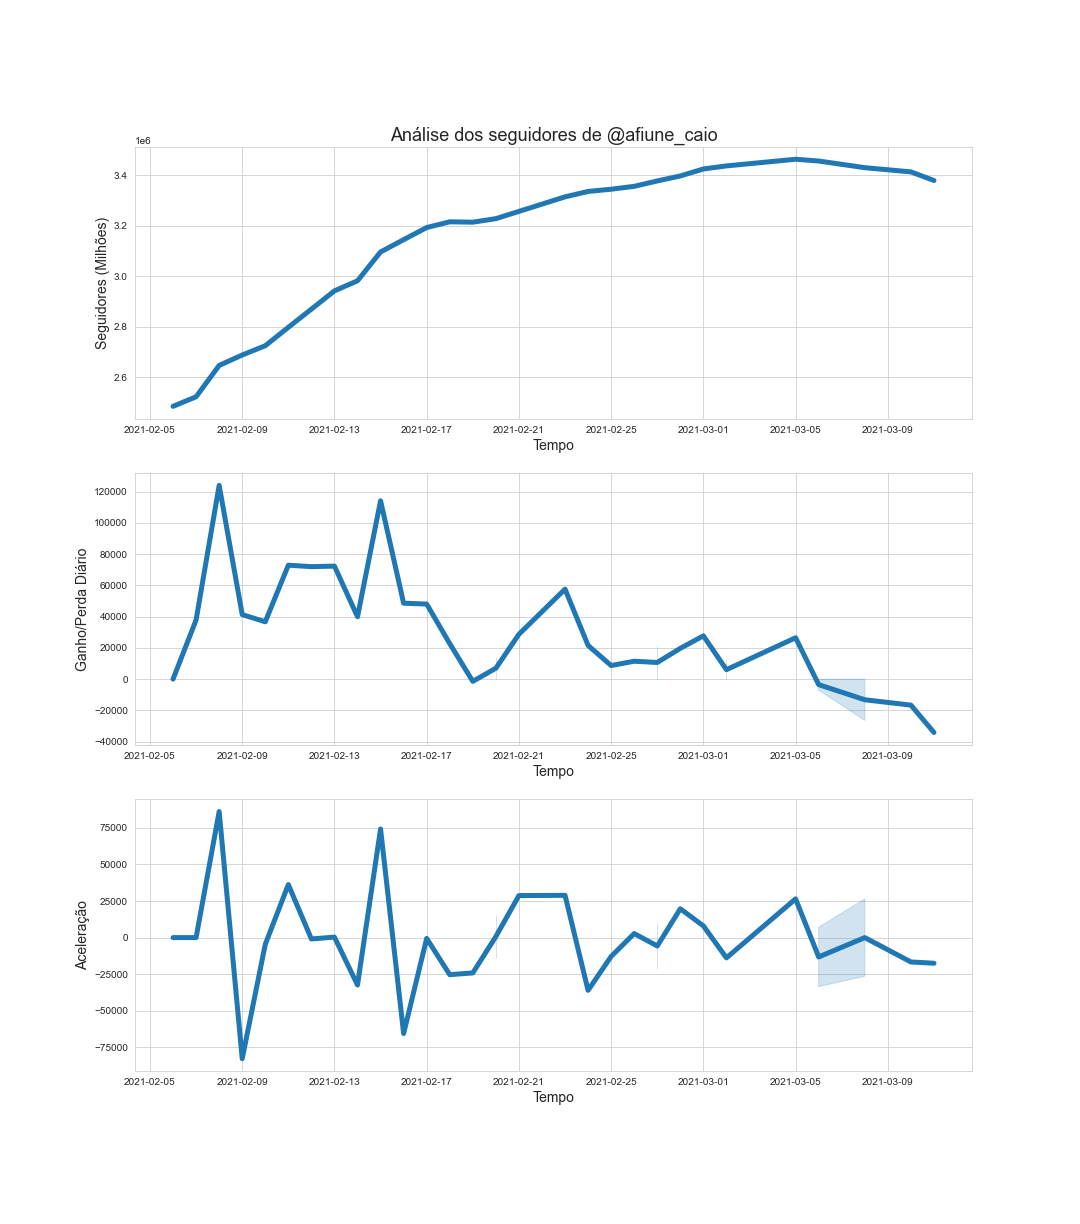 Análise dos seguidores de @afiune_caio
1e6
Seguidores (Milhões)
3.4
3.2
3.0
2.8
2.6
2021-02-05 2021-02-09 2021-02-13 2021-02-17 2021-02-21 2021-02-25 2021-03-01 2021-03-05 2021-03-09
Tempo
Ganho/Perda Diário
120000
100000
80000
60000
40000
20000
0
−20000
−40000
2021-02-05 2021-02-09 2021-02-13 2021-02-17 2021-02-21 2021-02-25 2021-03-01 2021-03-05 2021-03-09
Tempo
Aceleração
75000
50000
25000
0
−25000
−50000
−75000
2021-02-05 2021-02-09 2021-02-13 2021-02-17 2021-02-21 2021-02-25 2021-03-01 2021-03-05 2021-03-09
Tempo